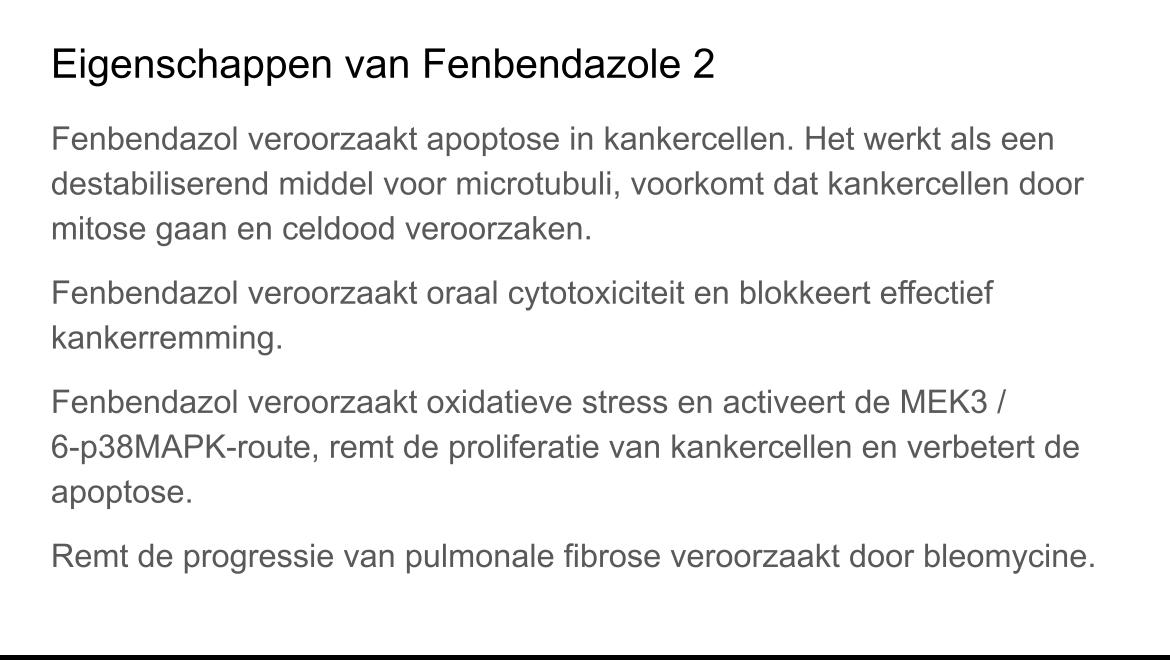 Eigenschappen van Fenbendazole 2
Fenbendazol veroorzaakt apoptose in kankercellen. Het werkt als een
destabiliserend middel voor microtubuli, voorkomt dat kankercellen door
mitose gaan en celdood veroorzaken.
Fenbendazol veroorzaakt oraal cytotoxiciteit en blokkeert effectief
kankerremming.
Fenbendazol veroorzaakt oxidatieve stress en activeert de MEK3 /
6-p38MAPK-route, remt de proliferatie van kankercellen en verbetert de
apoptose.
Remt de progressie van pulmonale fibrose veroorzaakt door bleomycine.